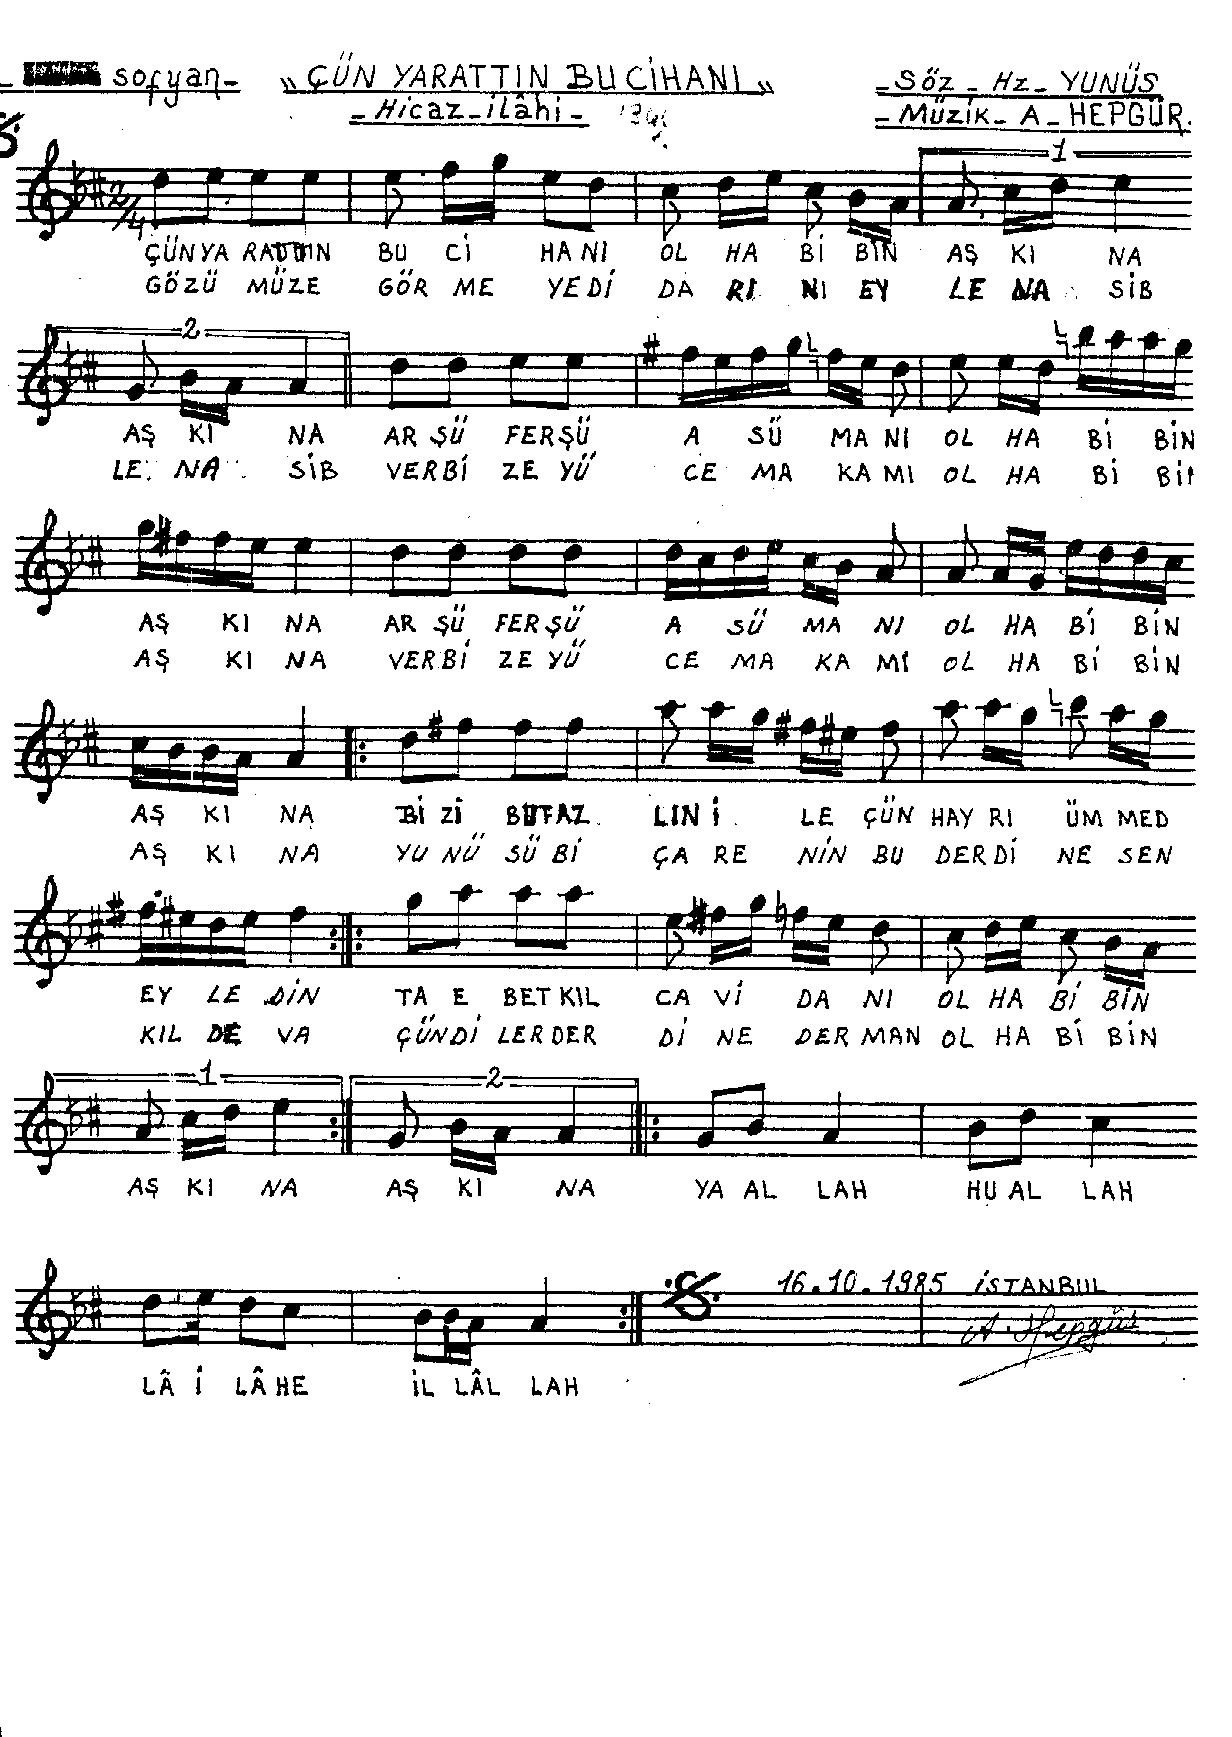 - sofyan - „ ÇÜN YARATTIN BU CİHANI „ - Söz - Hz - YUNÜS
- Hicaz - ilâhi - - Müzik - A - HEPGÜR.
1
2/4
ÇÜNYA RATTIN BU Cİ HANI OL HA Bİ BİN AŞ KI NA
GÖZÜ MÜZE GÖR ME YEDİ DA RI NI EY LE NA SİB
2
AŞ KI NA AR ŞÜ FERŞÜ A SÜ MA NI OL HA Bİ BİN
LE NA SİB VERBİ ZE YÜ CE MA KA MI OL HA Bİ BİN
AŞ KI NA AR ŞÜ FERŞÜ A SÜ MA NI OL HA Bİ BİN
AŞ KI NA VERBİ ZE YÜ CE MA KA MI OL HA Bİ BİN
AŞ KI NA Bİ Zİ BUFAZ LIN İ LE ÇÜN HAY RI ÜM MED
AŞ KI NA YU NÜ SÜ Bİ ÇA RE NİN BU DER Dİ NE SEN
EY LE DİN TA E BET KIL CA Vİ DA NI OL HA Bİ BİN
KIL DE VA ÇÜNDİ LER DER Dİ NE DER MAN OL HA Bİ BİN
1 2
AŞ KI NA AŞ KI NA YA AL LAH HU AL LAH
16.10.1985 İSTANBUL
A. Hepgür
LÂ İ LÂ HE İL LÂL LAH